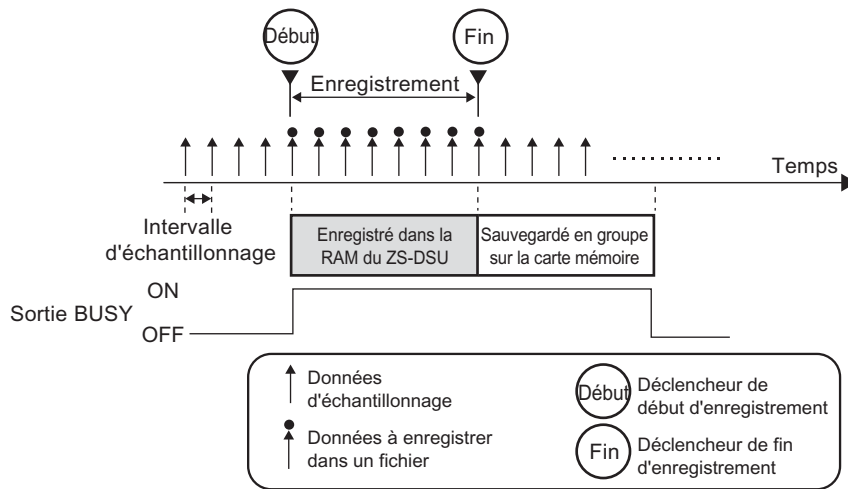 Début
Fin
Enregistrement
Temps
Intervalle
d'échantillonnage
Enregistré dans la
RAM du ZS-DSU
Sauvegardé en groupe
sur la carte mémoire
ON
Sortie BUSY
OFF
Données
d'échantillonnage
Données à enregistrer
dans un fichier
Début
Déclencheur de
début d'enregistrement
Fin
Déclencheur de fin
d'enregistrement